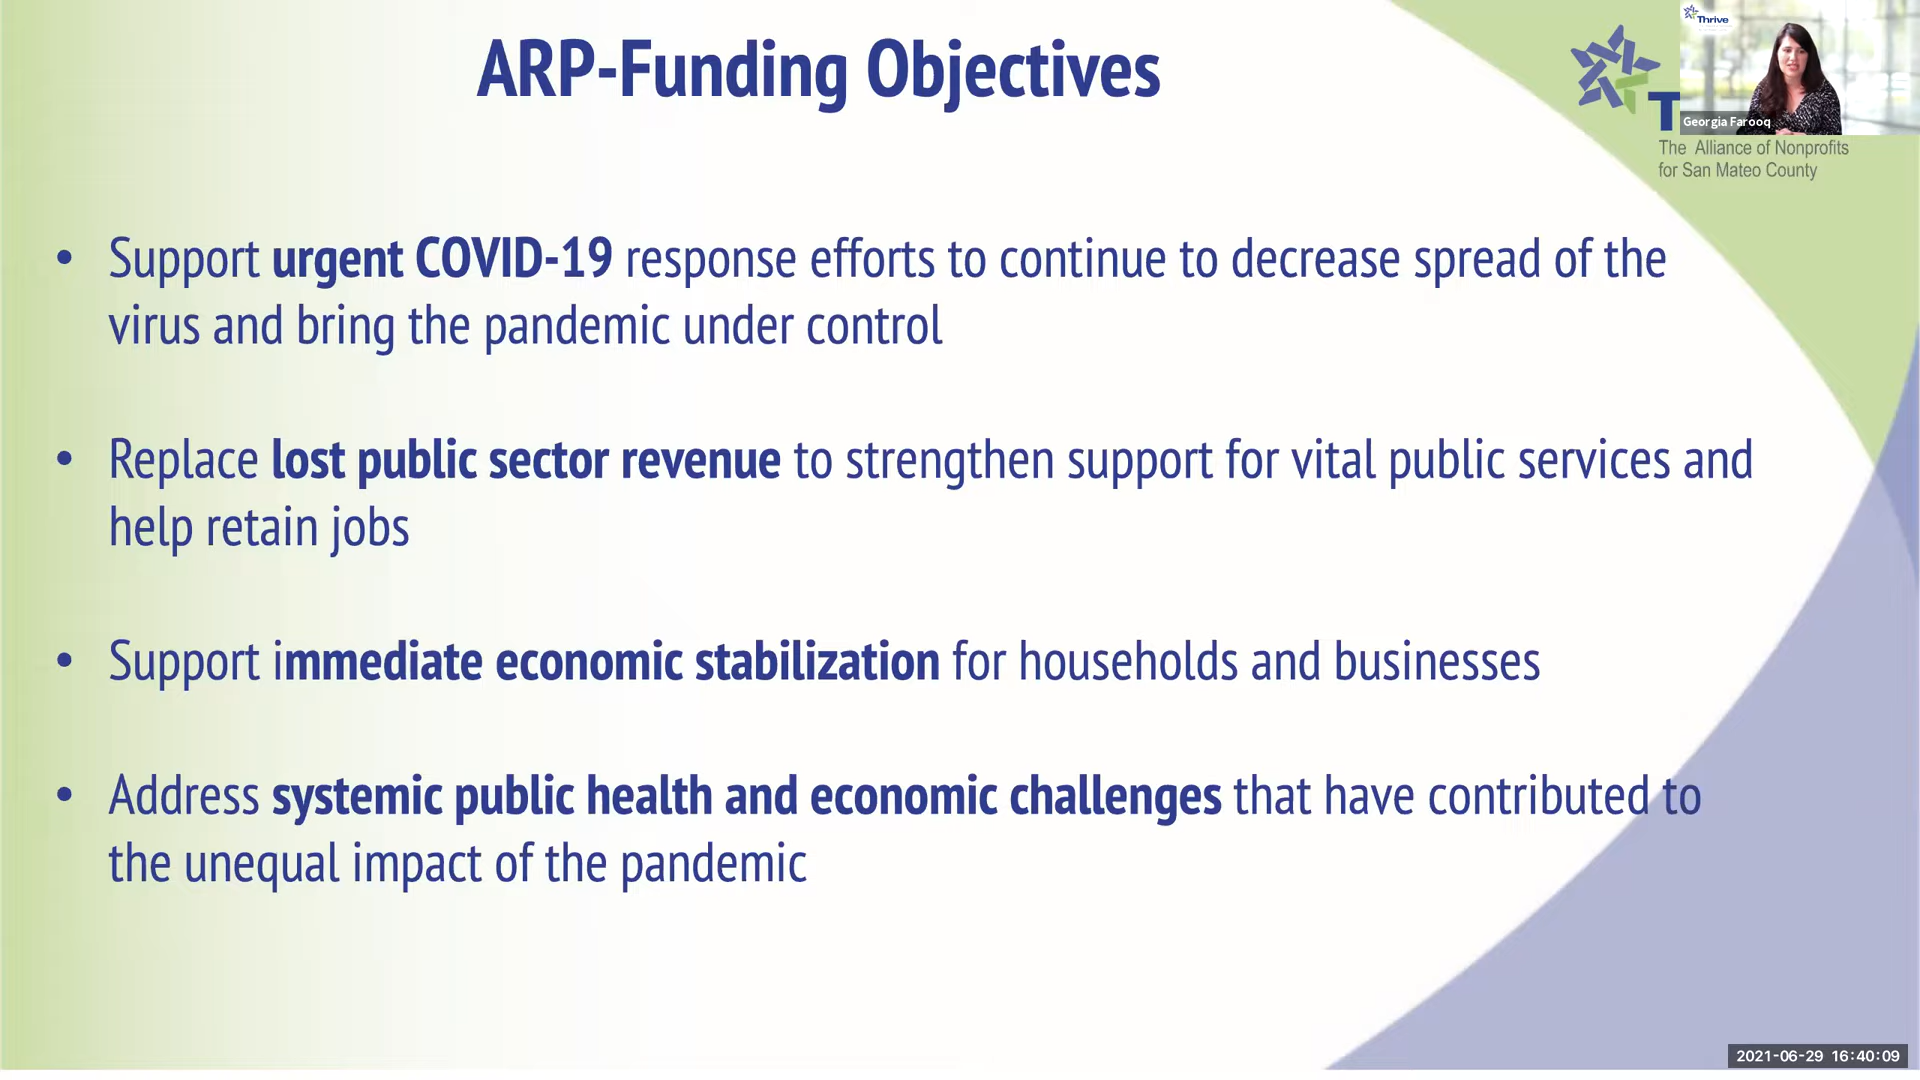 ARP-Funding Objectives
Thrive
T
Georgia Farooq
The Alliance of Nonprofits
for San Mateo County
• Support urgent COVID-19 response efforts to continue to decrease spread of the
virus and bring the pandemic under control
• Replace lost public sector revenue to strengthen support for vital public services and
help retain jobs
• Support immediate economic stabilization for households and businesses
• Address systemic public health and economic challenges that have contributed to
the unequal impact of the pandemic
2021-06-29 16:40:09